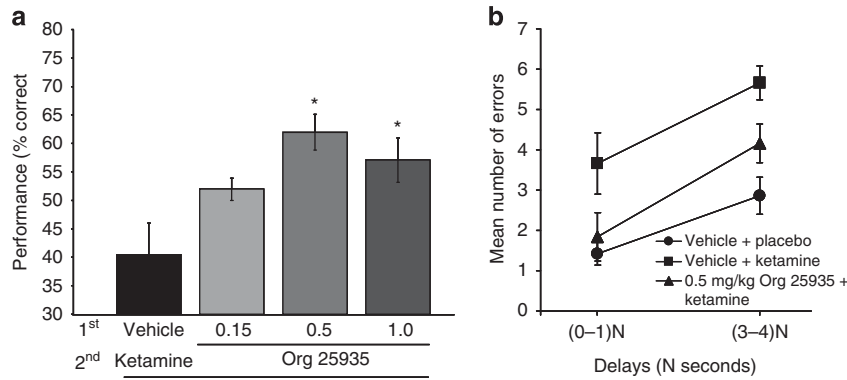 a
Performance (% correct)
80
75
70
65
60
55
50
45
40
35
30
*
*
1st Vehicle 0.15 0.5 1.0
2nd Ketamine Org 25935
b
Mean number of errors
7
6
5
4
3
2
1
0
Vehicle + placebo
Vehicle + ketamine
0.5 mg/kg Org 25935 +
ketamine
(0–1)N (3–4)N
Delays (N seconds)